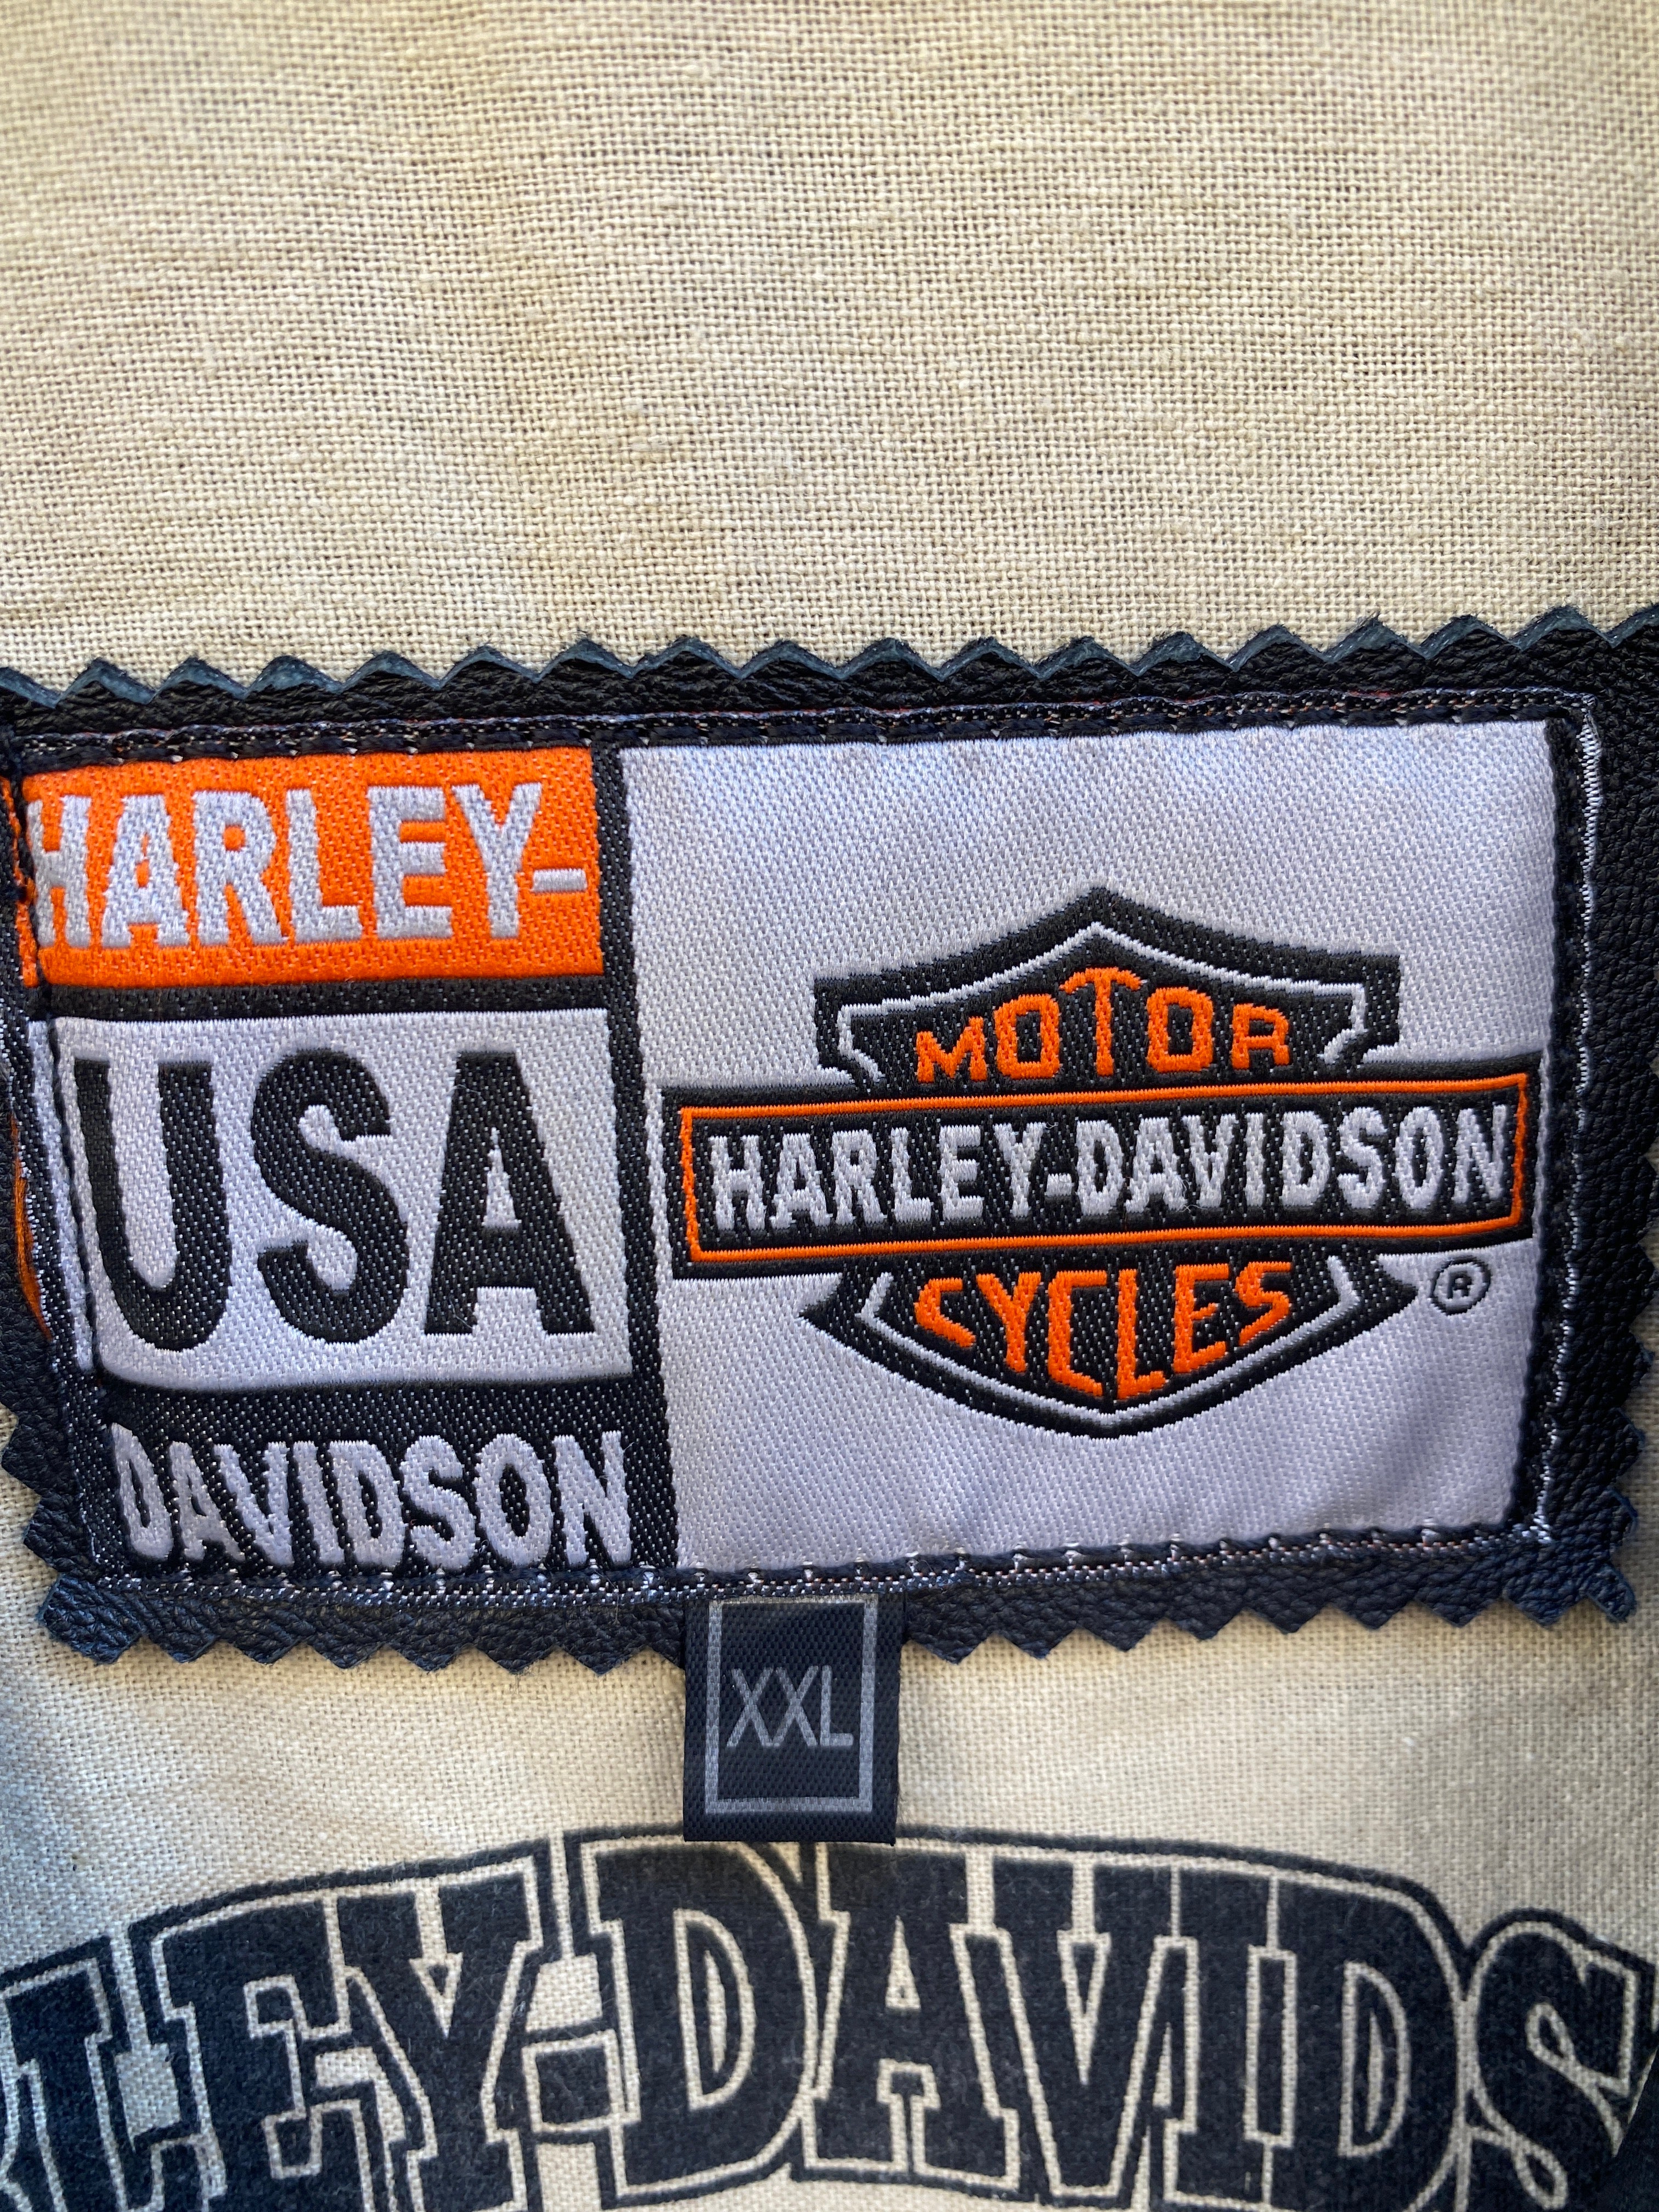 HARLEY-
USA
DAVIDSON
MOTOR
HARLEY-DAVIDSON
CYCLES
®
XXL